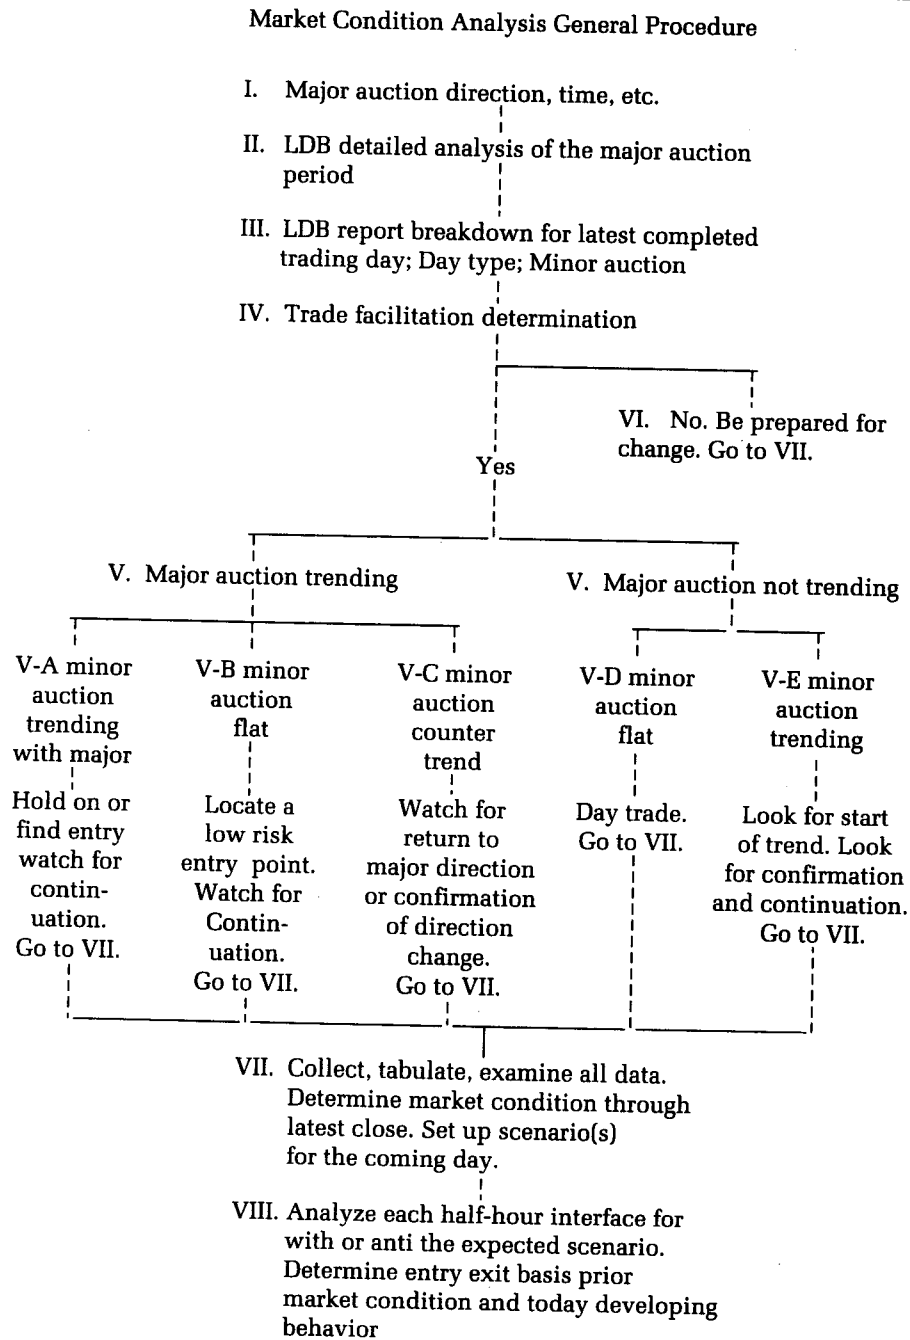 Market Condition Analysis General Procedure
I. Major auction direction, time, etc.
II. LDB detailed analysis of the major auction
period
III. LDB report breakdown for latest completed
trading day; Day type; Minor auction
IV. Trade facilitation determination
VI. No. Be prepared for
change. Go to VII.
Yes
V. Major auction trending
V. Major auction not trending
V-A minor
auction
trending
with major
Hold on or
find entry
watch for
contin-
uation.
Go to VII.
V-B minor
auction
flat
Locate a
low risk
entry point.
Watch for
Contin-
uation.
Go to VII.
V-C minor
auction
counter
trend
Watch for
return to
major direction
or confirmation
of direction
change.
Go to VII.
V-D minor
auction
flat
Day trade.
Go to VII.
V-E minor
auction
trending
Look for start
of trend. Look
for confirmation
and continuation.
Go to VII.
VII. Collect, tabulate, examine all data.
Determine market condition through
latest close. Set up scenario(s)
for the coming day.
VIII. Analyze each half-hour interface for
with or anti the expected scenario.
Determine entry exit basis prior
market condition and today developing
behavior